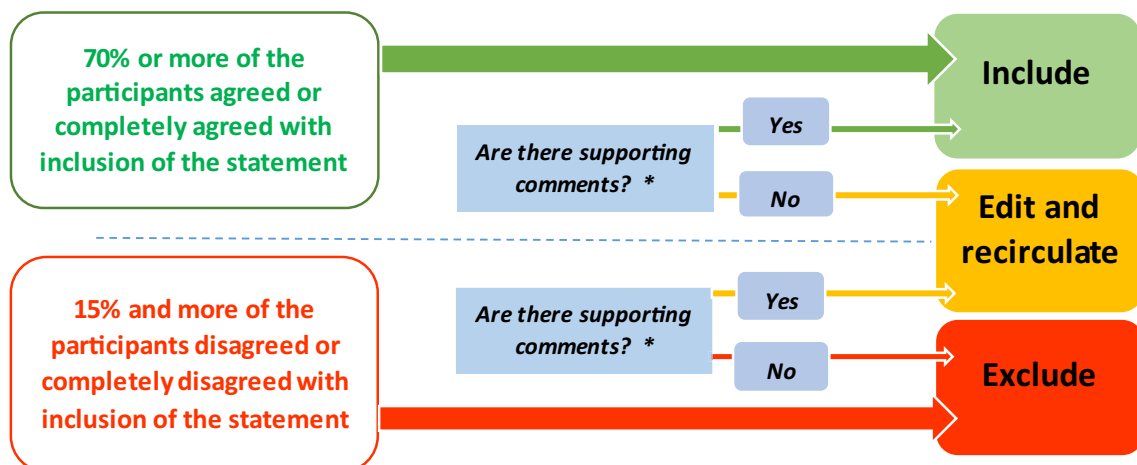 70% or more of the
participants agreed or
completely agreed with
inclusion of the statement
Include
Are there supporting
comments?  *
Yes
No
Edit and
recirculate
15% and more of the
participants disagreed or
completely disagreed with
inclusion of the statement
Are there supporting
comments?  *
Yes
No
Exclude